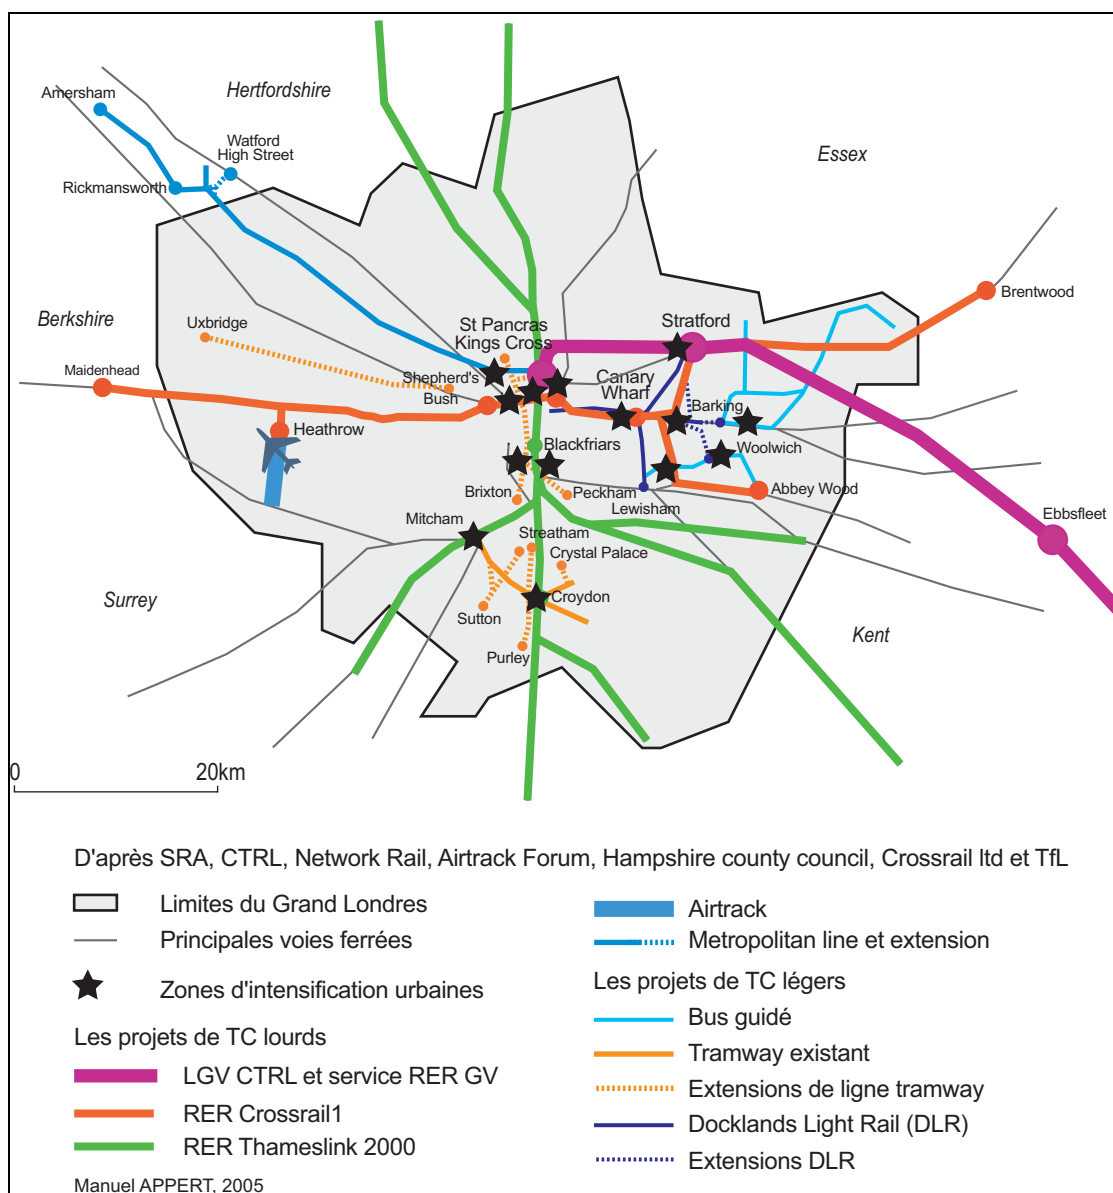 Hertfordshire
Amersham
Watford
High Street
Essex
Rickmansworth
Berkshire
Uxbridge
St Pancras
Kings Cross
Stratford
Brentwood
Maidenhead
Shepherd's
Bush
Canary
Wharf
Barking
Heathrow
Blackfriars
Woolwich
Brixton
Peckham
Abbey Wood
Lewisham
Mitcham
Streatham
Ebbsfleet
Crystal Palace
Surrey
Croydon
Sutton
Kent
Purley
0 20km
D'après SRA, CTRL, Network Rail, Airtrack Forum, Hampshire county council, Crossrail ltd et TfL
Limites du Grand Londres
Principales voies ferrées
Zones d'intensification urbaines
Les projets de TC lourds
LGV CTRL et service RER GV
RER Crossrail1
RER Thameslink 2000
Manuel APPERT, 2005
Airtrack
Metropolitan line et extension
Les projets de TC légers
Bus guidé
Tramway existant
Extensions de ligne tramway
Docklands Light Rail (DLR)
Extensions DLR